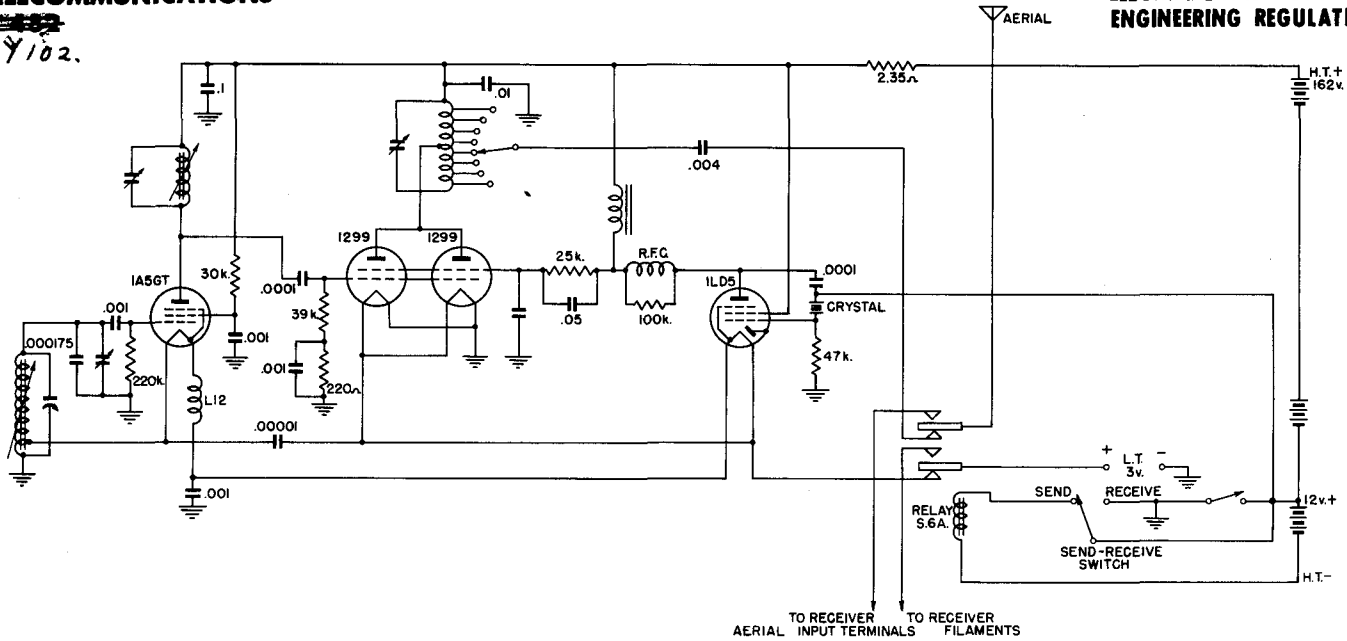 Y102.
ENGINEERING
AERIAL
2.35Ω
H.T.+
162v.
.1
.01
.004
1299
1299
1A5GT
30k.
25k.
R.F.C.
.0001
1LD5
.0001
CRYSTAL
.001
39k.
.05
100k.
.000175
.001
47k.
220k.
.001
220Ω
L12
.00001
+
L.T.
-
3v.
.001
SEND
RECEIVE
12v.+
RELAY
S.6A.
SEND-RECEIVE
SWITCH
H.T.-
TO RECEIVER
AERIAL INPUT TERMINALS
TO RECEIVER
FILAMENTS